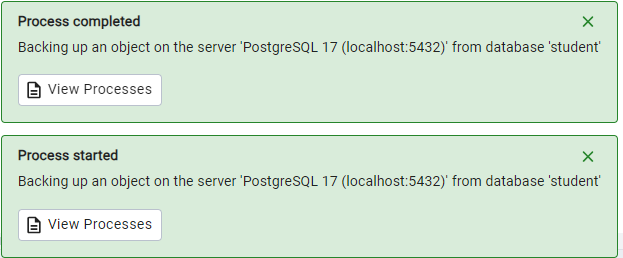 Process completed
Backing up an object on the server 'PostgreSQL 17 (localhost:5432)' from database 'student'
View Processes
Process started
Backing up an object on the server 'PostgreSQL 17 (localhost:5432)' from database 'student'
View Processes